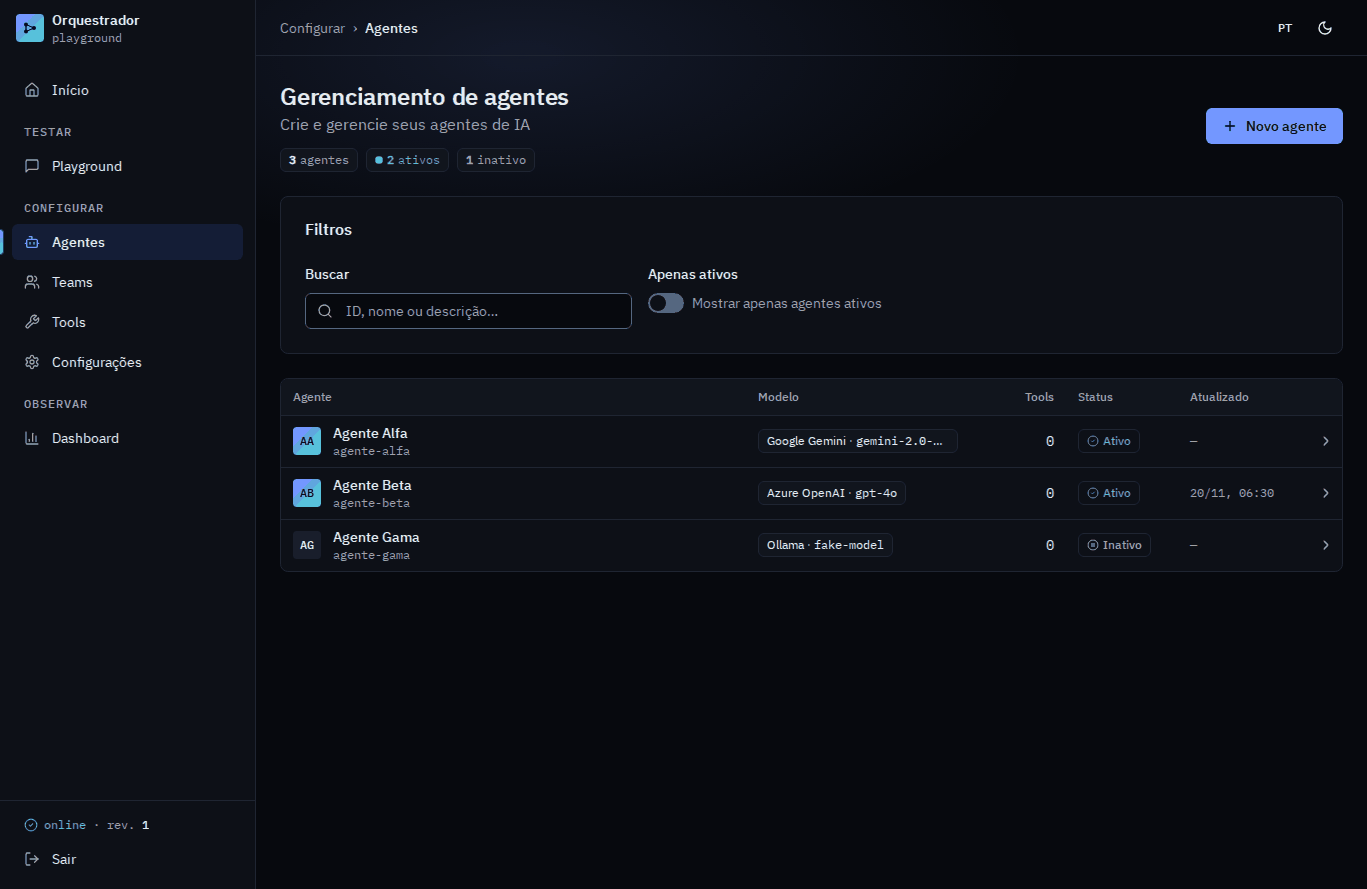 Orquestrador
playground
Início
TESTAR
Playground
CONFIGURAR
Agentes
Teams
Tools
Configurações
OBSERVAR
Dashboard
online · rev. 1
Sair
Configurar › Agentes
PT
Gerenciamento de agentes
Crie e gerencie seus agentes de IA
3 agentes 2 ativos 1 inativo
+ Novo agente
Filtros
Buscar
ID, nome ou descrição...
Apenas ativos
Mostrar apenas agentes ativos
Agente Modelo Tools Status Atualizado
AA Agente Alfa Google Gemini · gemini-2.0-… 0 Ativo —
agente-alfa
AB Agente Beta Azure OpenAI · gpt-4o 0 Ativo 20/11, 06:30
agente-beta
AG Agente Gama Ollama · fake-model 0 Inativo —
agente-gama